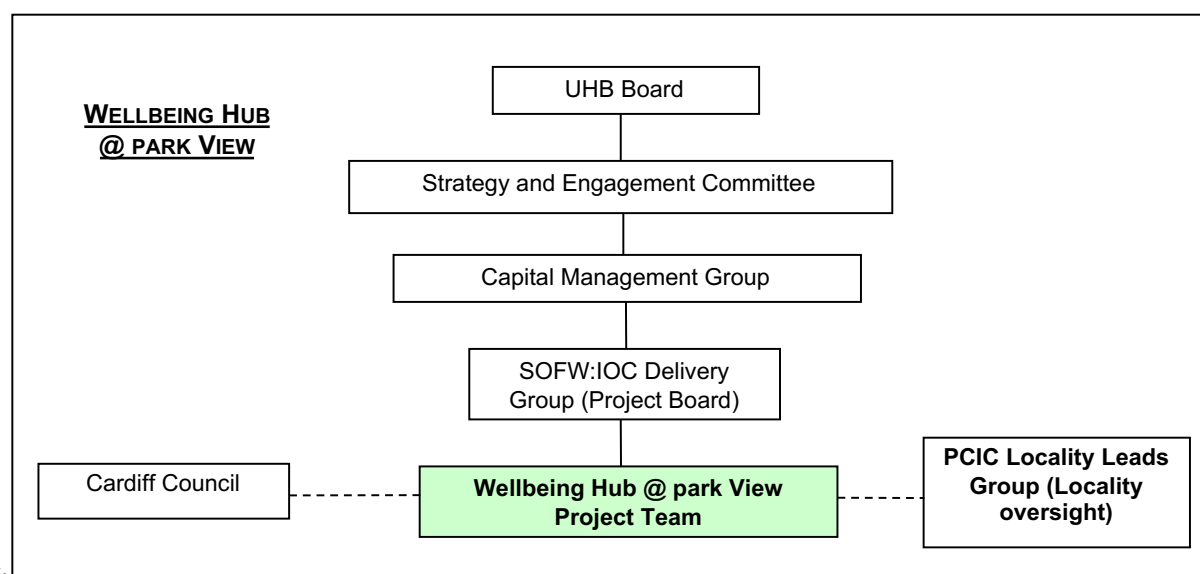 WELLBEING HUB
@ PARK VIEW
UHB Board
Strategy and Engagement Committee
Capital Management Group
SOFW:IOC Delivery
Group (Project Board)
Cardiff Council
Wellbeing Hub @ park View
Project Team
PCIC Locality Leads
Group (Locality
oversight)